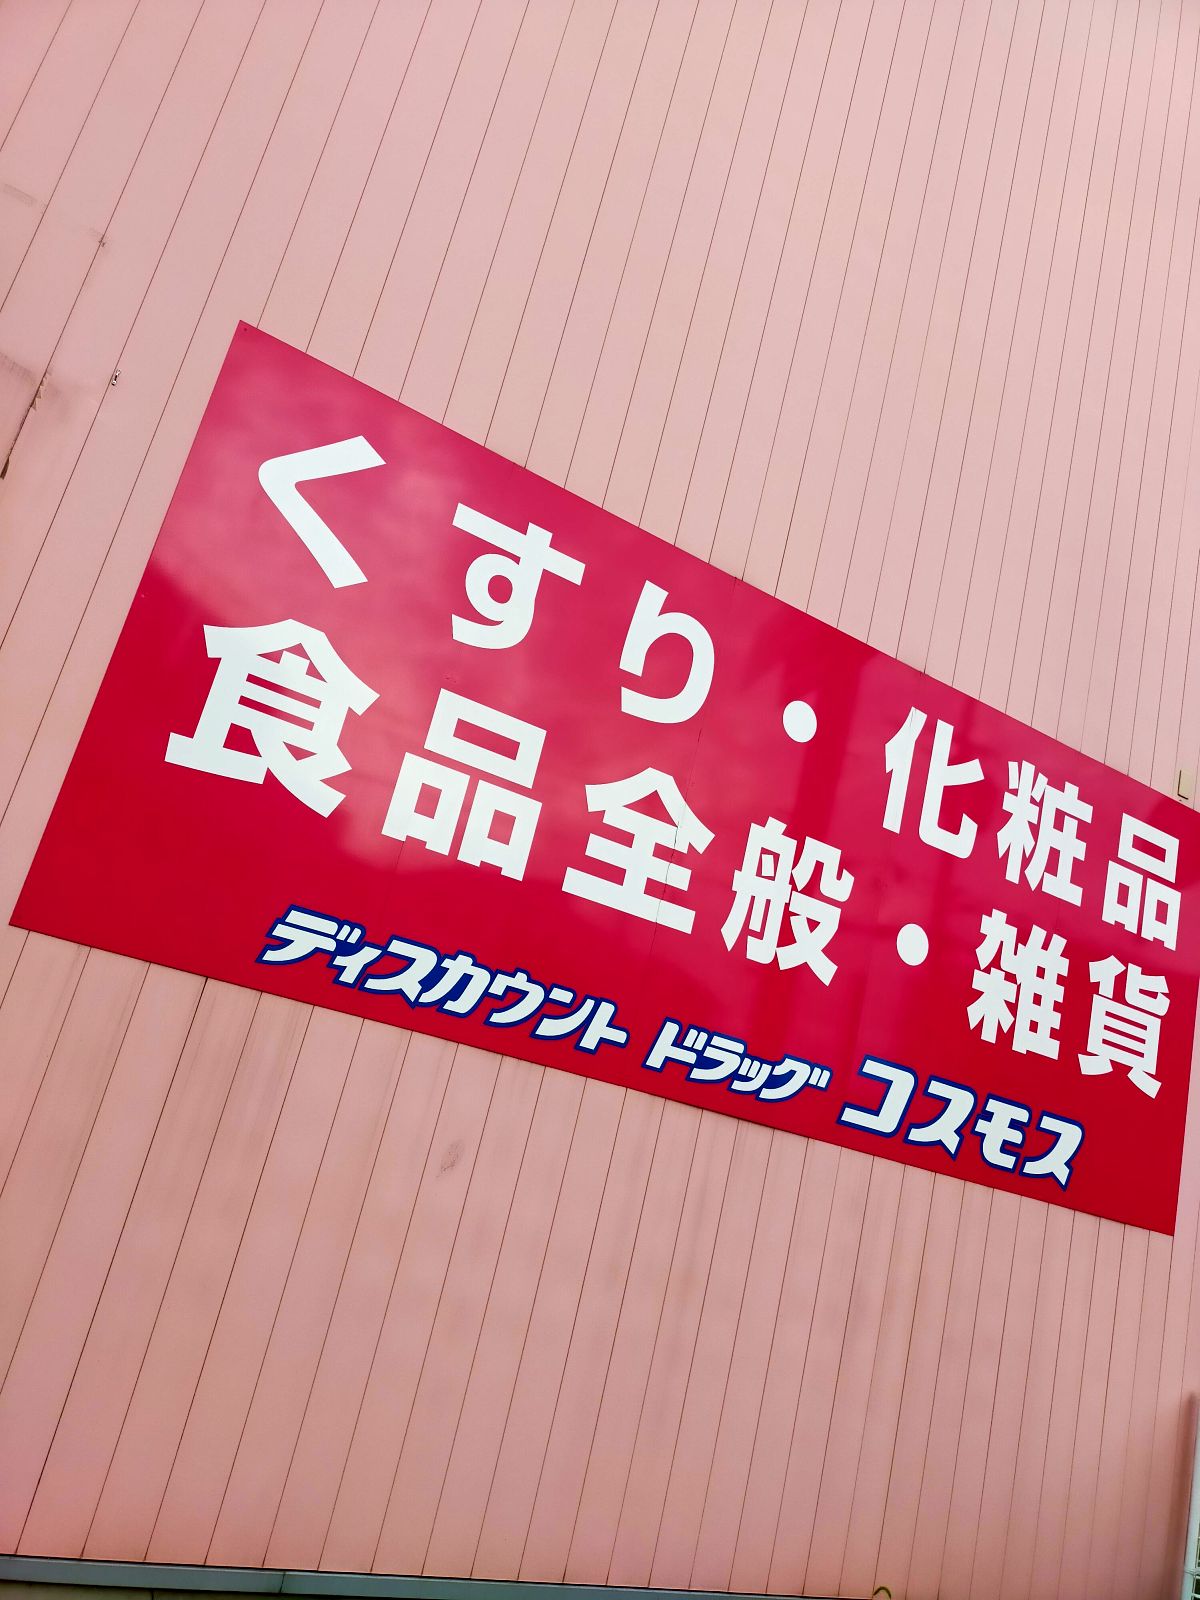 くすり・化粧品
食品全般・雑貨
ディスカウント ドラッグ コスモス